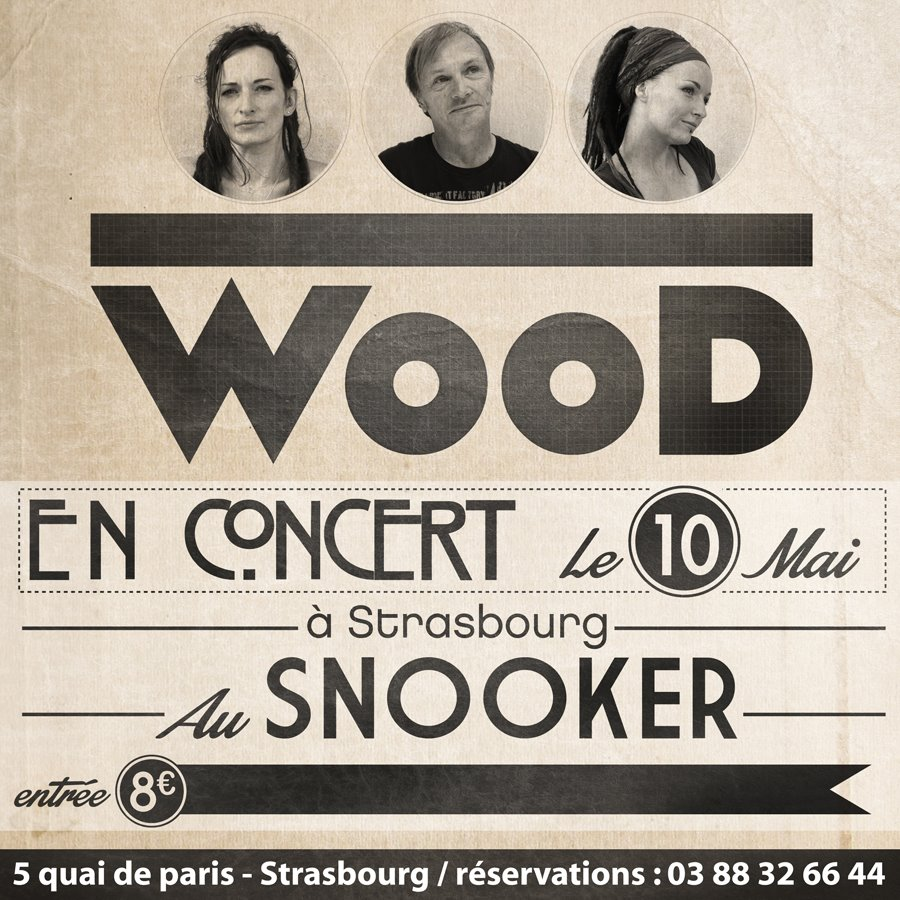 WOOD
EN CONCERT Le 10 Mai
à Strasbourg
Au SNOOKER
entrée 8€
5 quai de paris - Strasbourg / réservations : 03 88 32 66 44